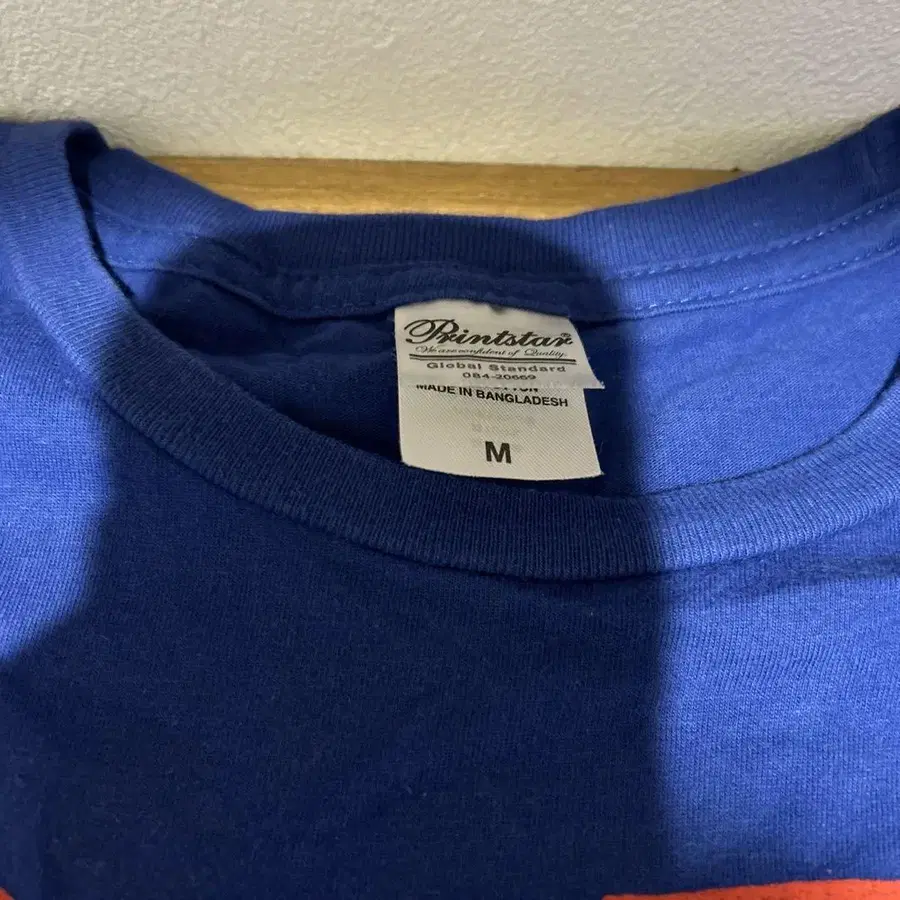 Printstar®
We are confident of Quality.
Global Standard
084-20669
MADE IN BANGLADESH
M